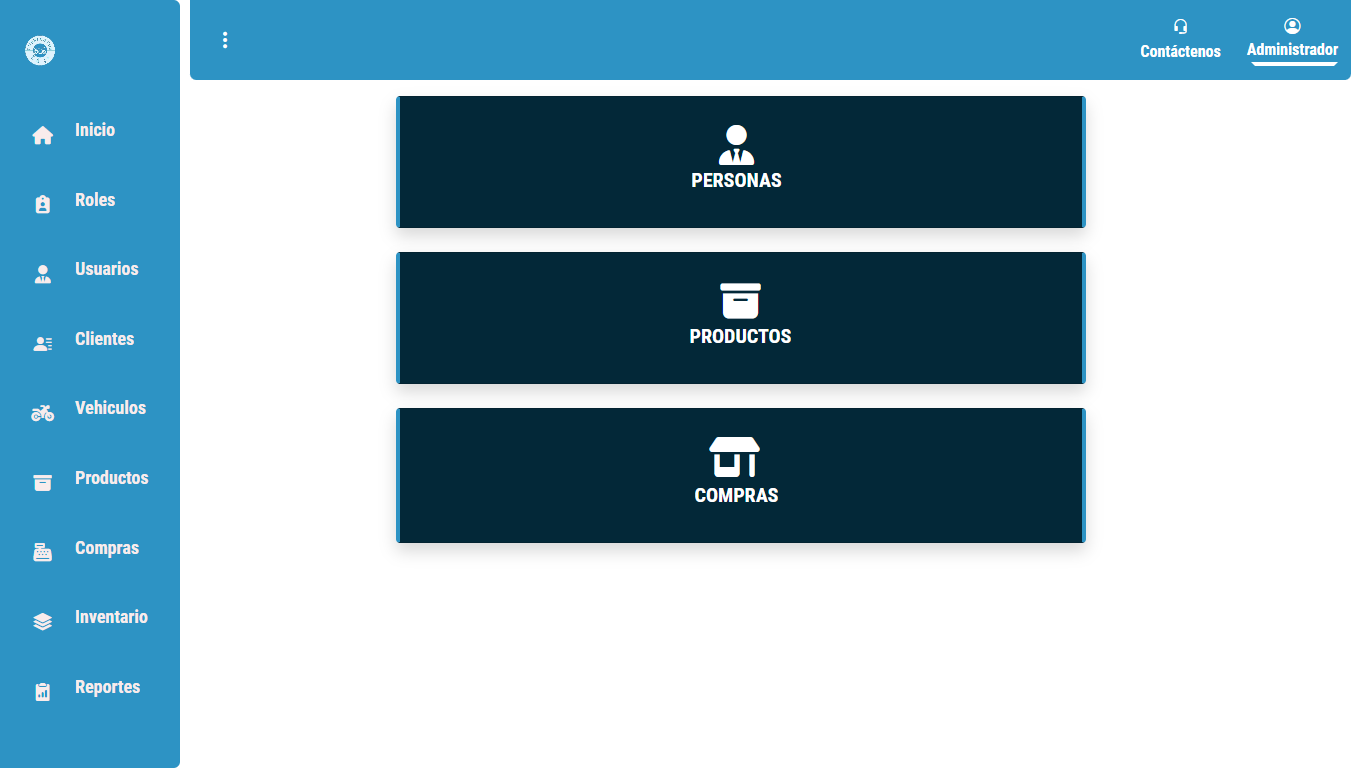 Contáctenos
Administrador
Inicio
Roles
Usuarios
Clientes
Vehiculos
Productos
Compras
Inventario
Reportes
PERSONAS
PRODUCTOS
COMPRAS